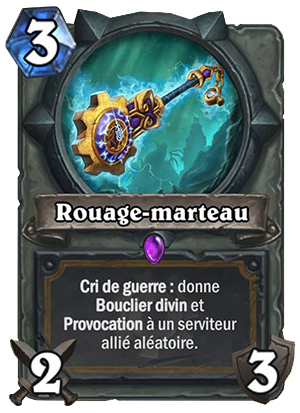 3
Rouage-marteau
Cri de guerre : donne
Bouclier divin et
Provocation à un serviteur
allié aléatoire.
2
3